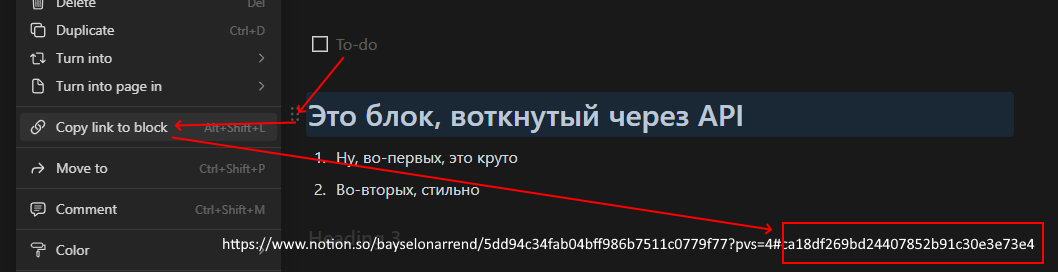 Delete Del
Duplicate Ctrl+D
Turn into
Turn into page in
Copy link to block Alt+Shift+L
Move to Ctrl+Shift+P
Comment Ctrl+Shift+M
Color
To-do
Это блок, воткнутый через API
1. Ну, во-первых, это круто
2. Во-вторых, стильно
Heading 3
https://www.notion.so/bayselonarrend/5dd94c34fab04bff986b7511c0779f77?pvs=4#ca18df269bd24407852b91c30e3e73e4